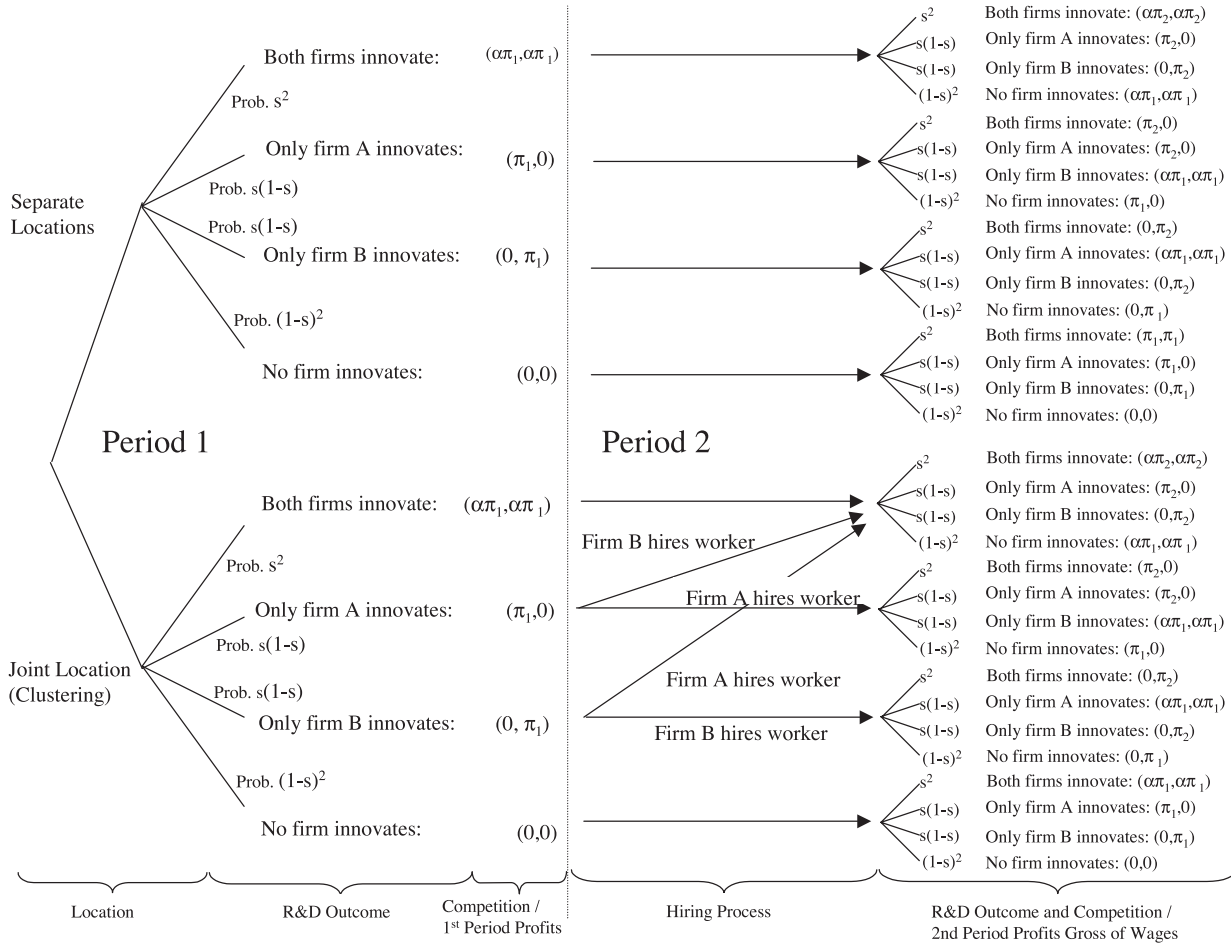 s² Both firms innovate: (απ₂,απ₂)
Both firms innovate: (απ₁,απ₁) s(1-s) Only firm A innovates: (π₂,0)
s(1-s) Only firm B innovates: (0,π₂)
Prob. s² (1-s)² No firm innovates: (απ₁,απ₁)
s² Both firms innovate: (π₂,0)
Only firm A innovates: (π₁,0) s(1-s) Only firm A innovates: (π₂,0)
s(1-s) Only firm B innovates: (απ₁,απ₁)
Prob. s(1-s) (1-s)² No firm innovates: (π₁,0)
Separate
Locations
Prob. s(1-s) s² Both firms innovate: (0,π₂)
Only firm B innovates: (0, π₁) s(1-s) Only firm A innovates: (απ₁,απ₁)
s(1-s) Only firm B innovates: (0,π₂)
Prob. (1-s)² (1-s)² No firm innovates: (0,π₁)
s² Both firms innovate: (π₁,π₁)
No firm innovates: (0,0) s(1-s) Only firm A innovates: (π₁,0)
s(1-s) Only firm B innovates: (0,π₁)
(1-s)² No firm innovates: (0,0)
Period 1 Period 2
s² Both firms innovate: (απ₂,απ₂)
Both firms innovate: (απ₁,απ₁) s(1-s) Only firm A innovates: (π₂,0)
s(1-s) Only firm B innovates: (0,π₂)
Firm B hires worker (1-s)² No firm innovates: (απ₁,απ₁)
Prob. s² s² Both firms innovate: (π₂,0)
Only firm A innovates: (π₁,0) Firm A hires worker s(1-s) Only firm A innovates: (π₂,0)
s(1-s) Only firm B innovates: (απ₁,απ₁)
Prob. s(1-s) (1-s)² No firm innovates: (π₁,0)
Joint Location
(Clustering)
Prob. s(1-s) Firm A hires worker s² Both firms innovate: (0,π₂)
s(1-s) Only firm A innovates: (απ₁,απ₁)
Only firm B innovates: (0, π₁) Firm B hires worker s(1-s) Only firm B innovates: (0,π₂)
(1-s)² No firm innovates: (0,π₁)
Prob. (1-s)² s² Both firms innovate: (απ₁,απ₁)
s(1-s) Only firm A innovates: (π₁,0)
No firm innovates: (0,0) s(1-s) Only firm B innovates: (0,π₁)
(1-s)² No firm innovates: (0,0)
Location R&D Outcome Competition / Hiring Process R&D Outcome and Competition /
1st Period Profits 2nd Period Profits Gross of Wages